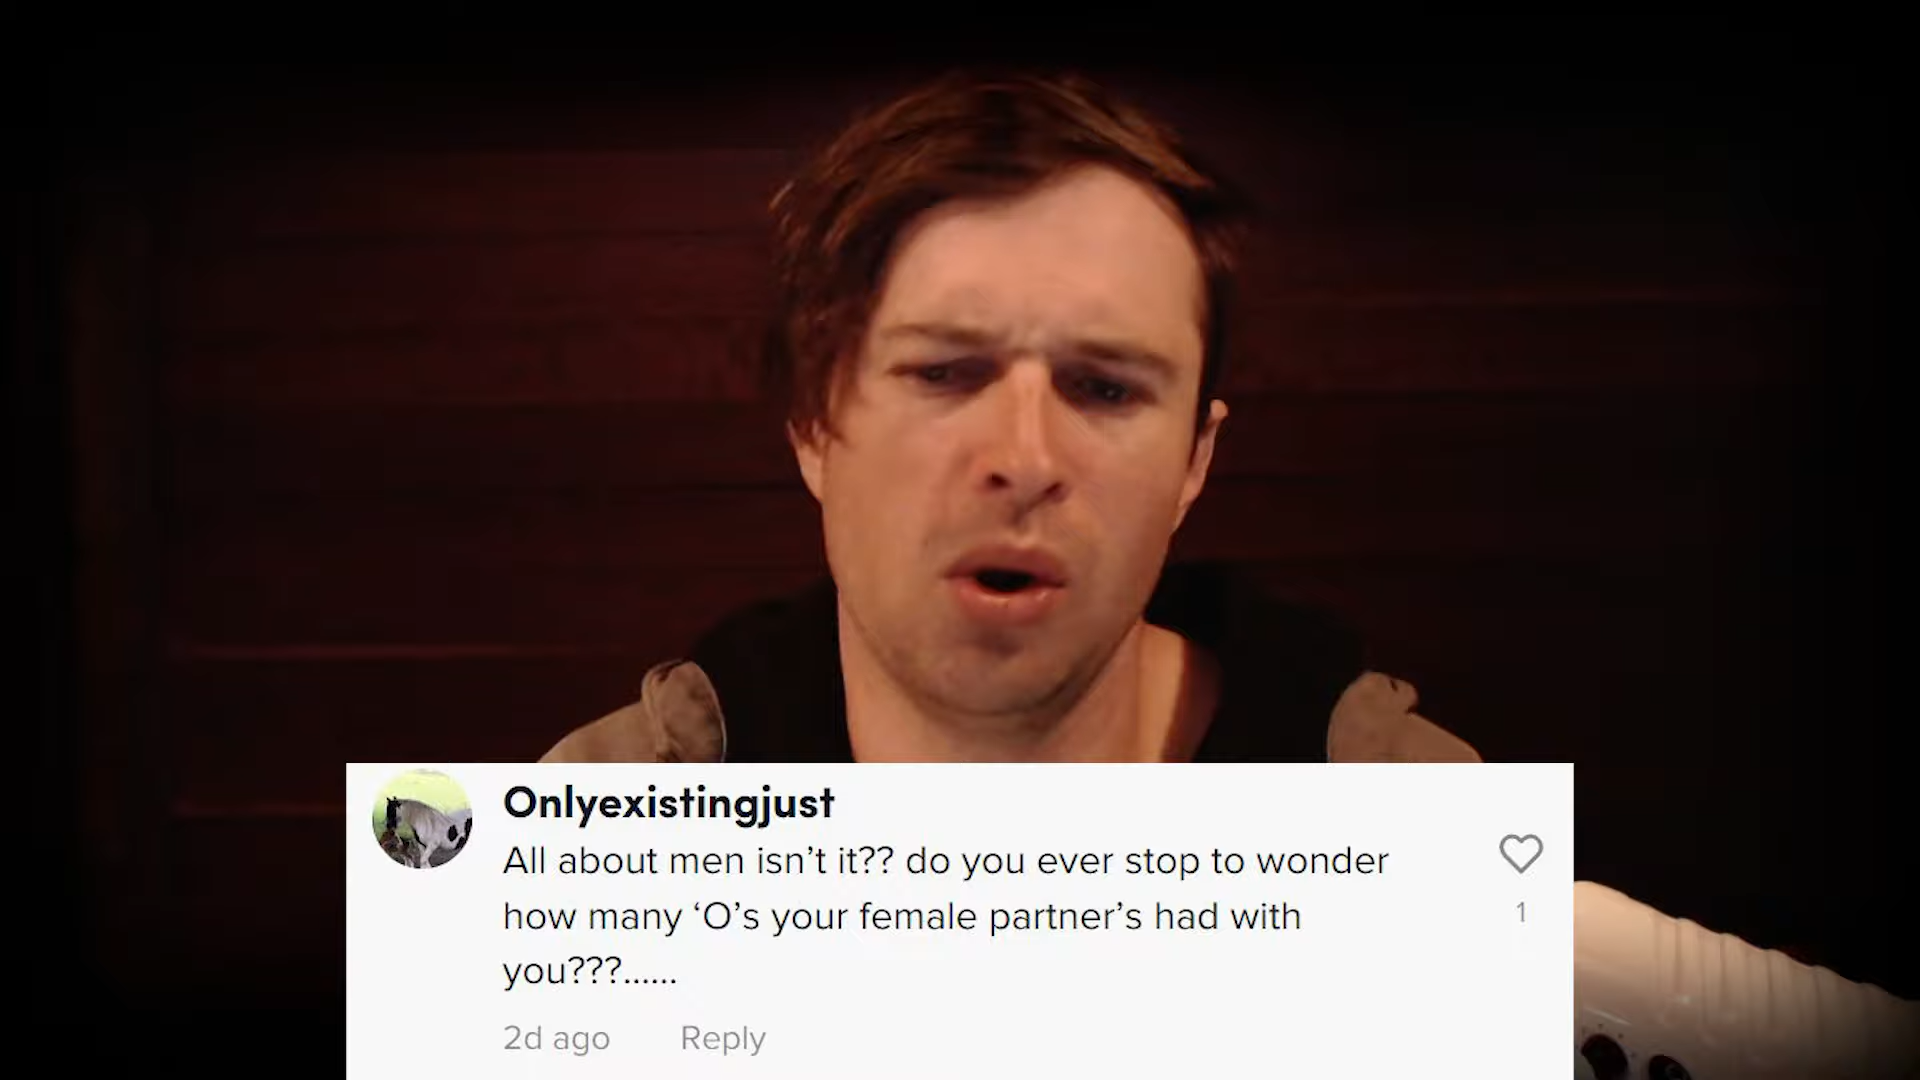 Onlyexistingjust
All about men isn’t it?? do you ever stop to wonder
how many ‘O’s your female partner’s had with
you???......
1
2d ago Reply